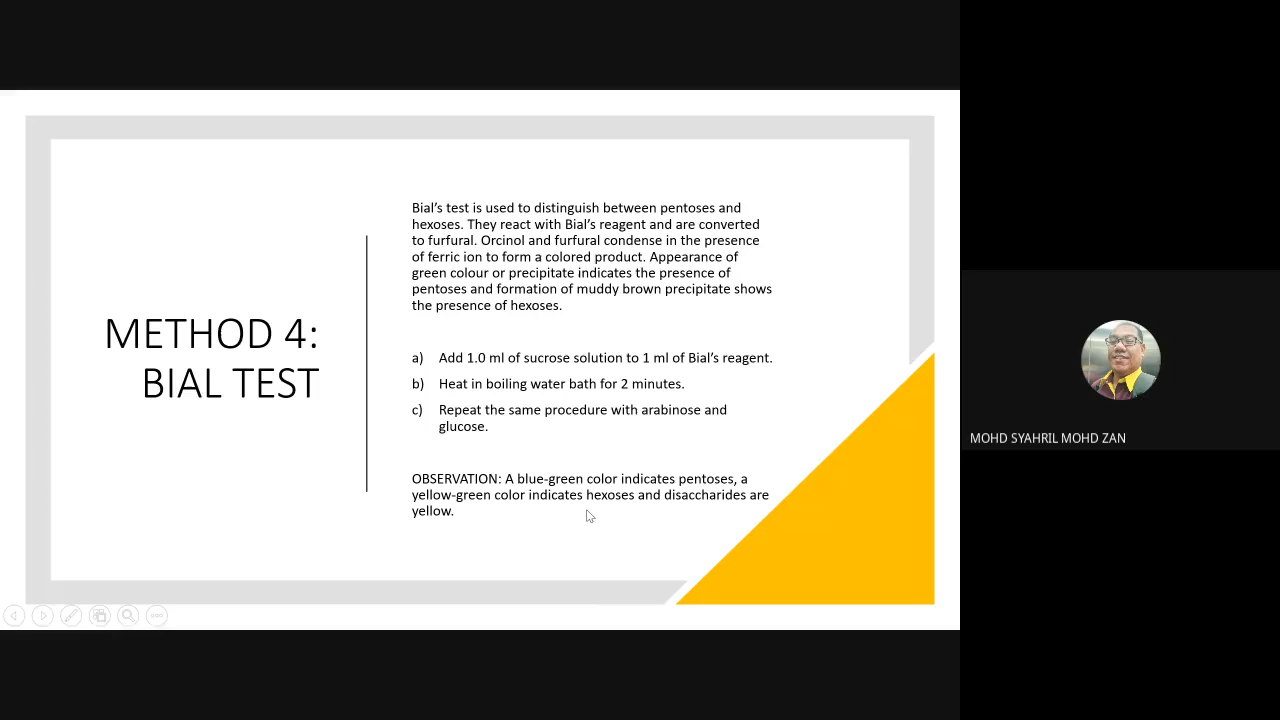 METHOD 4:
BIAL TEST
Bial’s test is used to distinguish between pentoses and
hexoses. They react with Bial’s reagent and are converted
to furfural. Orcinol and furfural condense in the presence
of ferric ion to form a colored product. Appearance of
green colour or precipitate indicates the presence of
pentoses and formation of muddy brown precipitate shows
the presence of hexoses.
a) Add 1.0 ml of sucrose solution to 1 ml of Bial’s reagent.
b) Heat in boiling water bath for 2 minutes.
c) Repeat the same procedure with arabinose and
glucose.
OBSERVATION: A blue-green color indicates pentoses, a
yellow-green color indicates hexoses and disaccharides are
yellow.
MOHD SYAHRIL MOHD ZAN